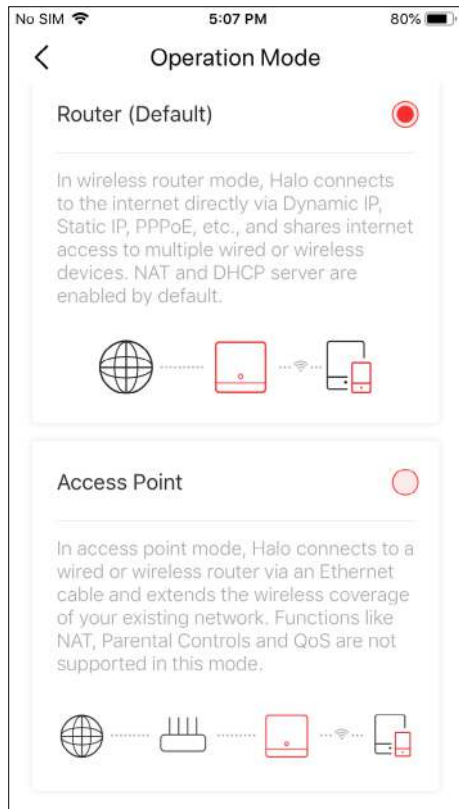 No SIM 5:07 PM 80%
Operation Mode
Router (Default)
In wireless router mode, Halo connects
to the internet directly via Dynamic IP,
Static IP, PPPoE, etc., and shares internet
access to multiple wired or wireless
devices. NAT and DHCP server are
enabled by default.
Access Point
In access point mode, Halo connects to a
wired or wireless router via an Ethernet
cable and extends the wireless coverage
of your existing network. Functions like
NAT, Parental Controls and QoS are not
supported in this mode.